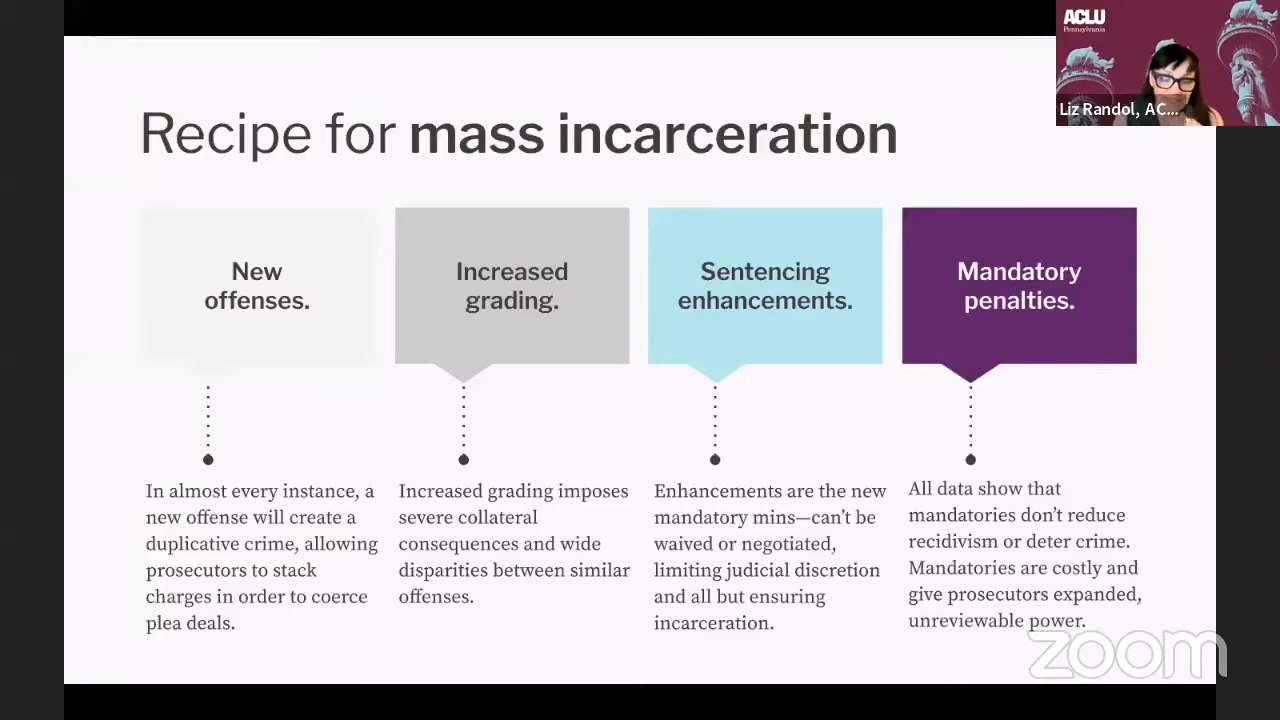 ACLU
Pennsylvania
Liz Randol, AC...
Recipe for mass incarceration
New
offenses.
In almost every instance, a
new offense will create a
duplicative crime, allowing
prosecutors to stack
charges in order to coerce
plea deals.
Increased
grading.
Increased grading imposes
severe collateral
consequences and wide
disparities between similar
offenses.
Sentencing
enhancements.
Enhancements are the new
mandatory mins—can’t be
waived or negotiated,
limiting judicial discretion
and all but ensuring
incarceration.
Mandatory
penalties.
All data show that
mandatories don’t reduce
recidivism or deter crime.
Mandatories are costly and
give prosecutors expanded,
unreviewable power.
zoom